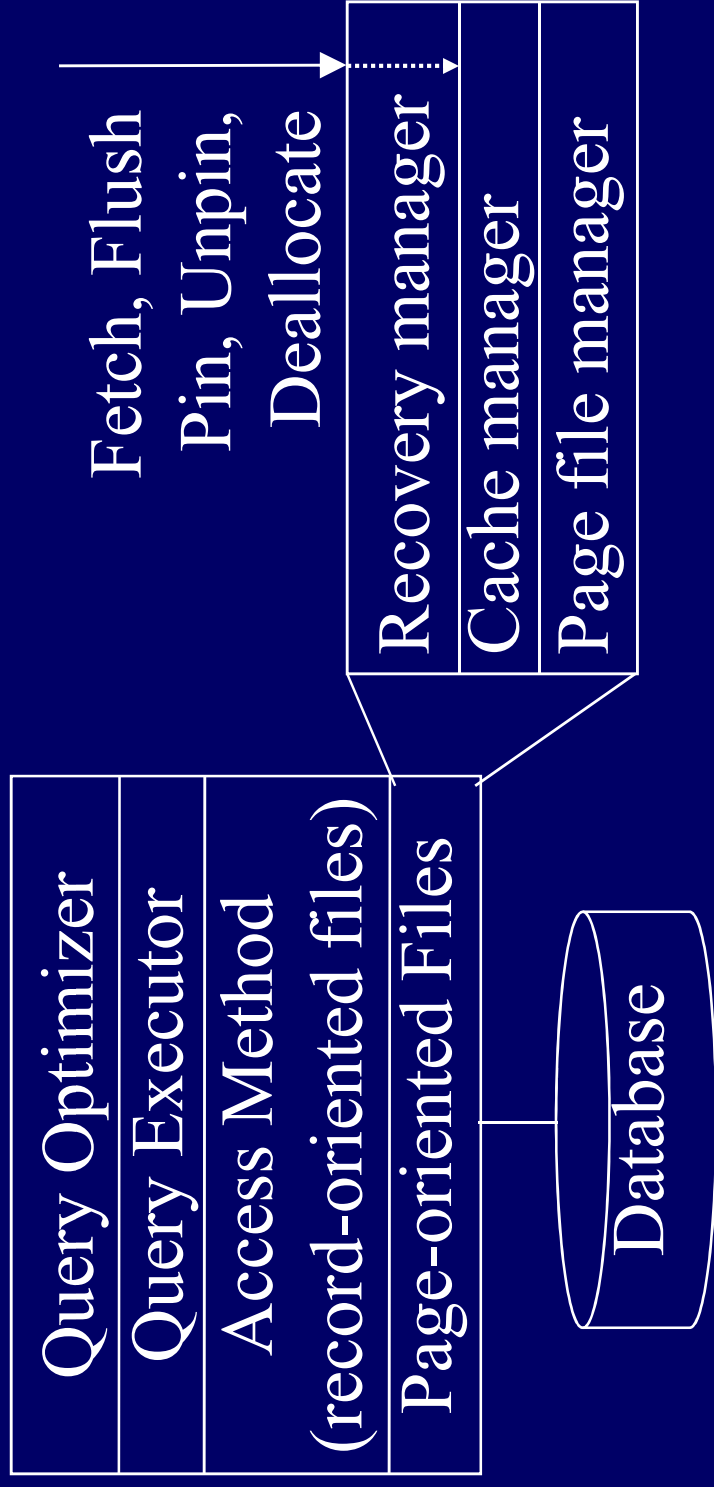 Query Optimizer
Query Executor
Access Method
(record-oriented files)
Page-oriented Files
Database
Fetch, Flush
Pin, Unpin,
Deallocate
Recovery manager
Cache manager
Page file manager